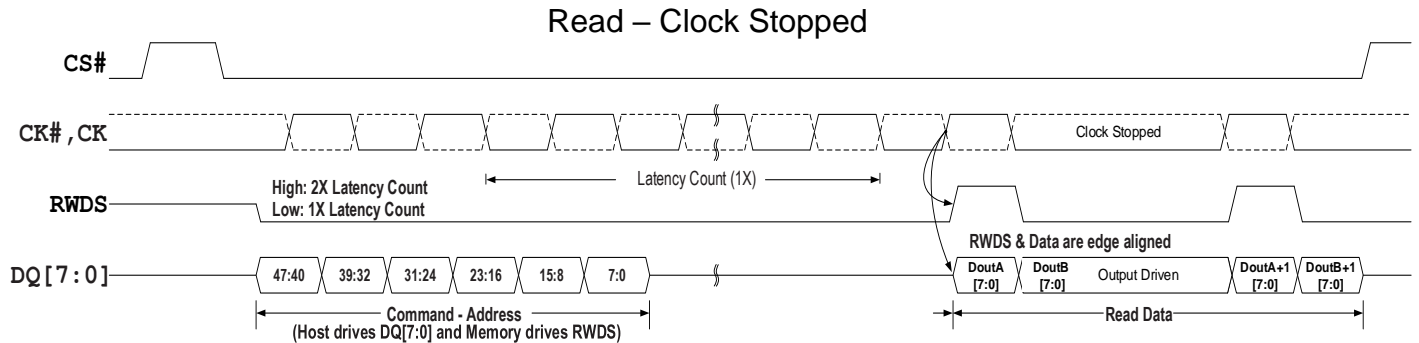 Read – Clock Stopped
CS#
CK#,CK
Clock Stopped
Latency Count (1X)
High: 2X Latency Count
Low: 1X Latency Count
RWDS
RWDS & Data are edge aligned
DQ[7:0]
47:40 39:32 31:24 23:16 15:8 7:0
DoutA DoutB Output Driven DoutA+1 DoutB+1
[7:0] [7:0] [7:0] [7:0]
Command - Address
(Host drives DQ[7:0] and Memory drives RWDS)
Read Data